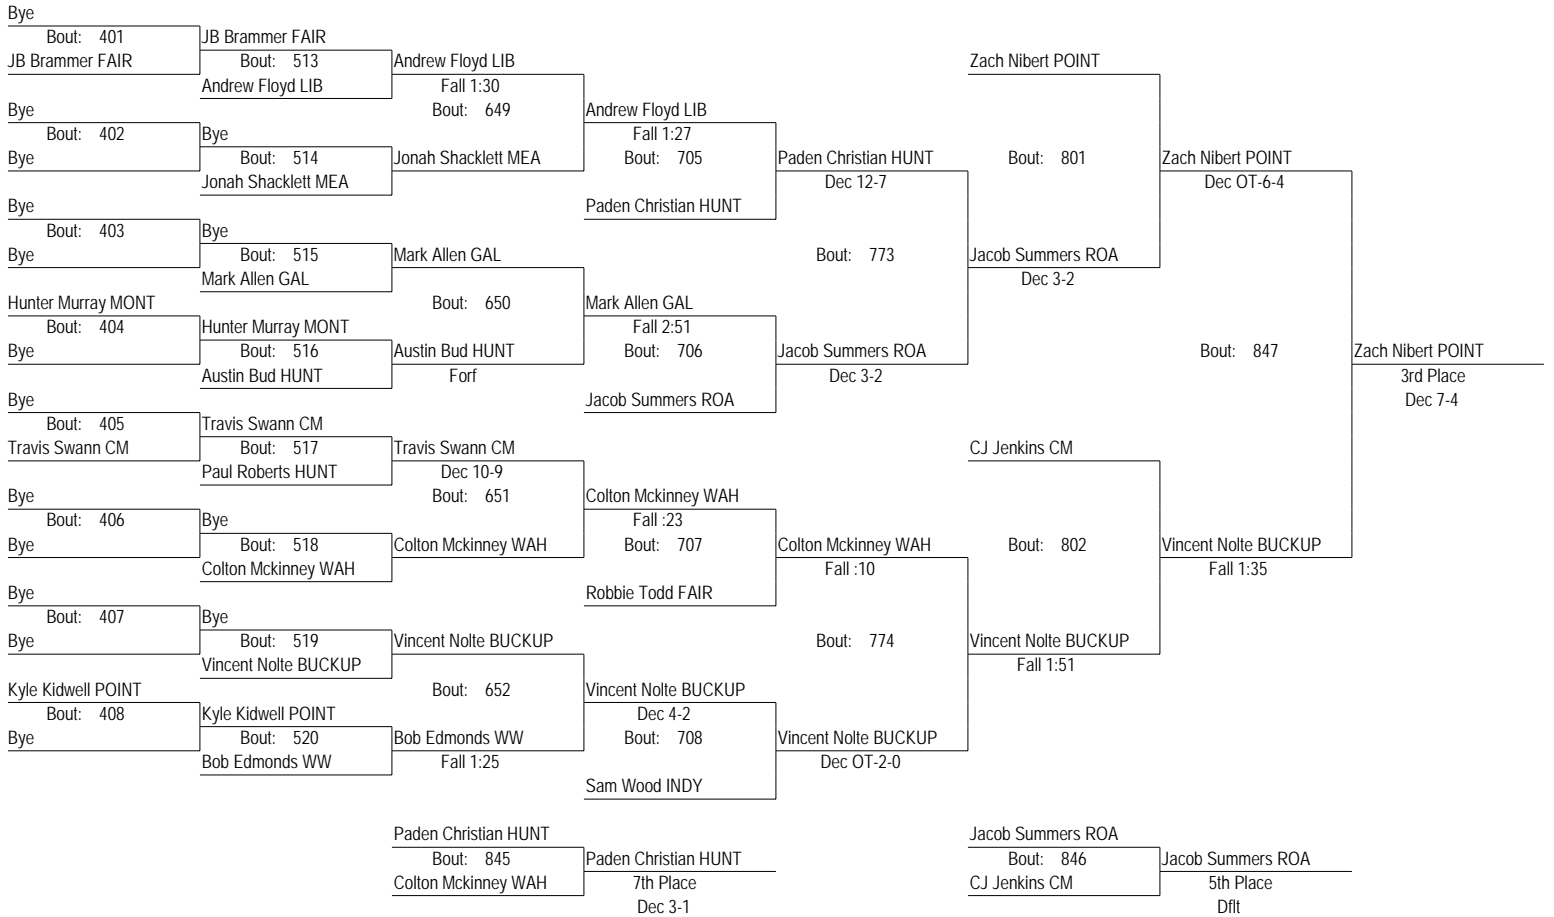 Bye
Bout: 401
JB Brammer FAIR
JB Brammer FAIR
Bout: 513
Andrew Floyd LIB
Andrew Floyd LIB
Fall 1:30
Bout: 649
Zach Nibert POINT
Bye
Bout: 402
Bye
Bye
Bout: 514
Jonah Shacklett MEA
Jonah Shacklett MEA
Andrew Floyd LIB
Fall 1:27
Bout: 705
Paden Christian HUNT
Paden Christian HUNT
Dec 12-7
Bout: 801
Zach Nibert POINT
Dec OT-6-4
Bye
Bout: 403
Bye
Bye
Bout: 515
Mark Allen GAL
Mark Allen GAL
Bout: 650
Bout: 773
Jacob Summers ROA
Dec 3-2
Hunter Murray MONT
Bout: 404
Bye
Hunter Murray MONT
Bout: 516
Austin Bud HUNT
Austin Bud HUNT
Forf
Mark Allen GAL
Fall 2:51
Bout: 706
Jacob Summers ROA
Jacob Summers ROA
Dec 3-2
Bout: 847
Zach Nibert POINT
3rd Place
Dec 7-4
Bye
Bout: 405
Travis Swann CM
Travis Swann CM
Bout: 517
Paul Roberts HUNT
Travis Swann CM
Dec 10-9
Bout: 651
CJ Jenkins CM
Bye
Bout: 406
Bye
Bye
Bout: 518
Colton Mckinney WAH
Colton Mckinney WAH
Colton Mckinney WAH
Fall :23
Bout: 707
Robbie Todd FAIR
Colton Mckinney WAH
Fall :10
Bout: 802
Vincent Nolte BUCKUP
Fall 1:35
Bye
Bout: 407
Bye
Bye
Bout: 519
Vincent Nolte BUCKUP
Vincent Nolte BUCKUP
Bout: 652
Bout: 774
Vincent Nolte BUCKUP
Fall 1:51
Kyle Kidwell POINT
Bout: 408
Bye
Kyle Kidwell POINT
Bout: 520
Bob Edmonds WW
Bob Edmonds WW
Fall 1:25
Vincent Nolte BUCKUP
Dec 4-2
Bout: 708
Sam Wood INDY
Vincent Nolte BUCKUP
Dec OT-2-0
Paden Christian HUNT
Bout: 845
Colton Mckinney WAH
Paden Christian HUNT
7th Place
Dec 3-1
Jacob Summers ROA
Bout: 846
CJ Jenkins CM
Jacob Summers ROA
5th Place
Dflt